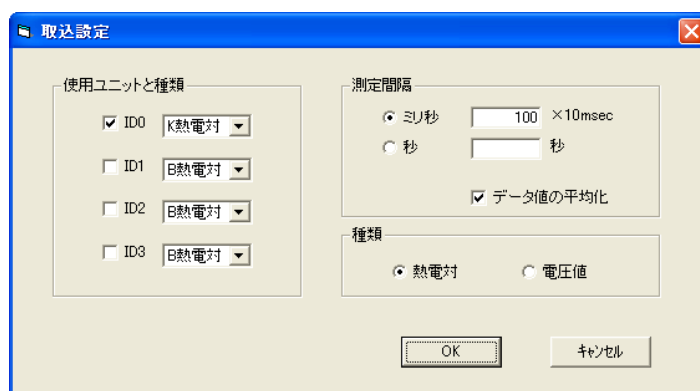 取込設定
使用ユニットと種類
ID0 K熱電対
ID1 B熱電対
ID2 B熱電対
ID3 B熱電対
測定間隔
ミリ秒 100 ×10msec
秒 秒
データ値の平均化
種類
熱電対 電圧値
OK ｷｬﾝｾﾙ